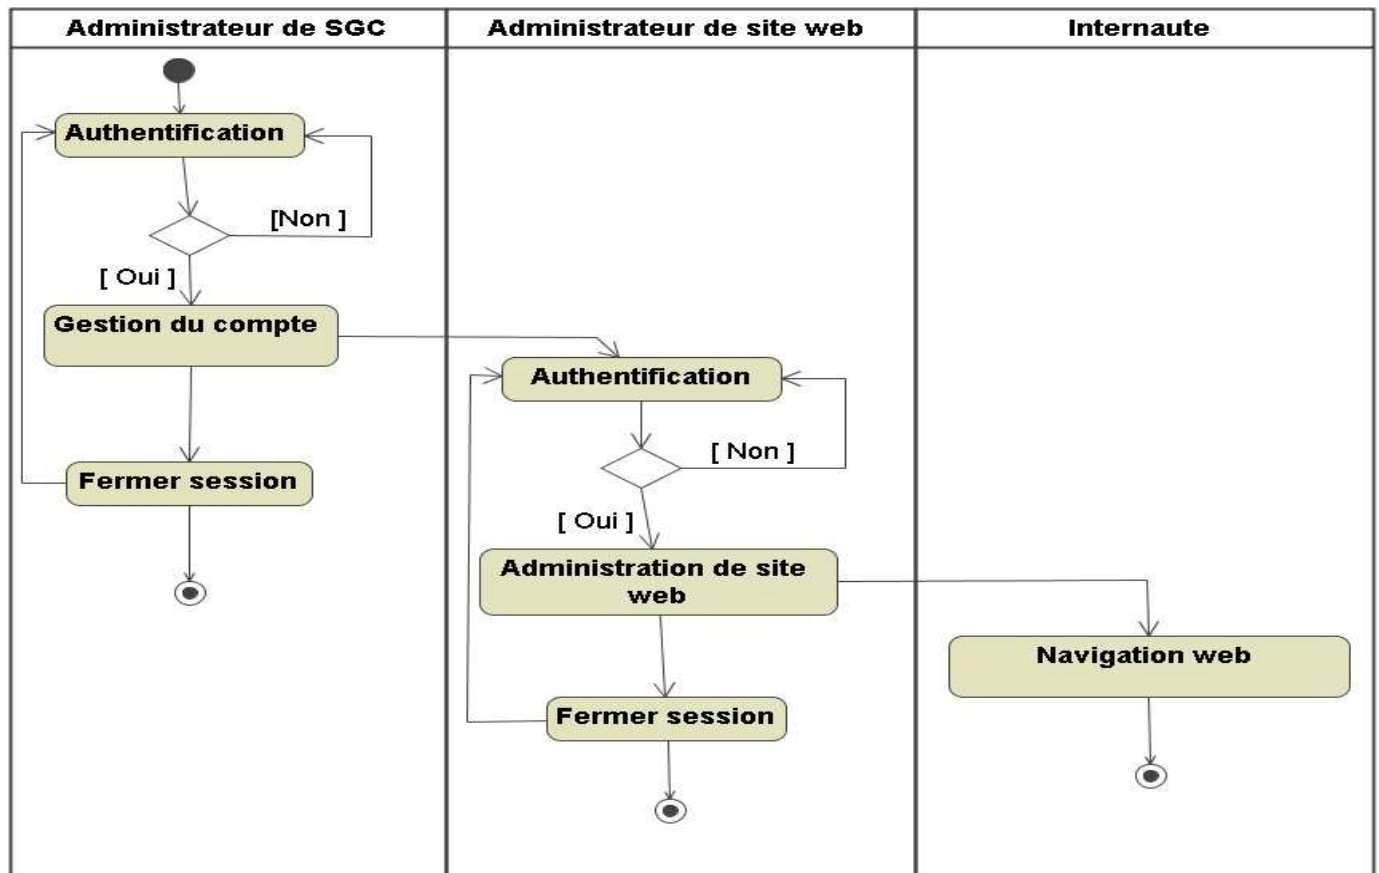 Administrateur de SGC
Administrateur de site web
Internaute
Authentification
[Non ]
[ Oui ]
Gestion du compte
Fermer session
Authentification
[ Non ]
[ Oui ]
Administration de site
web
Fermer session
Navigation web